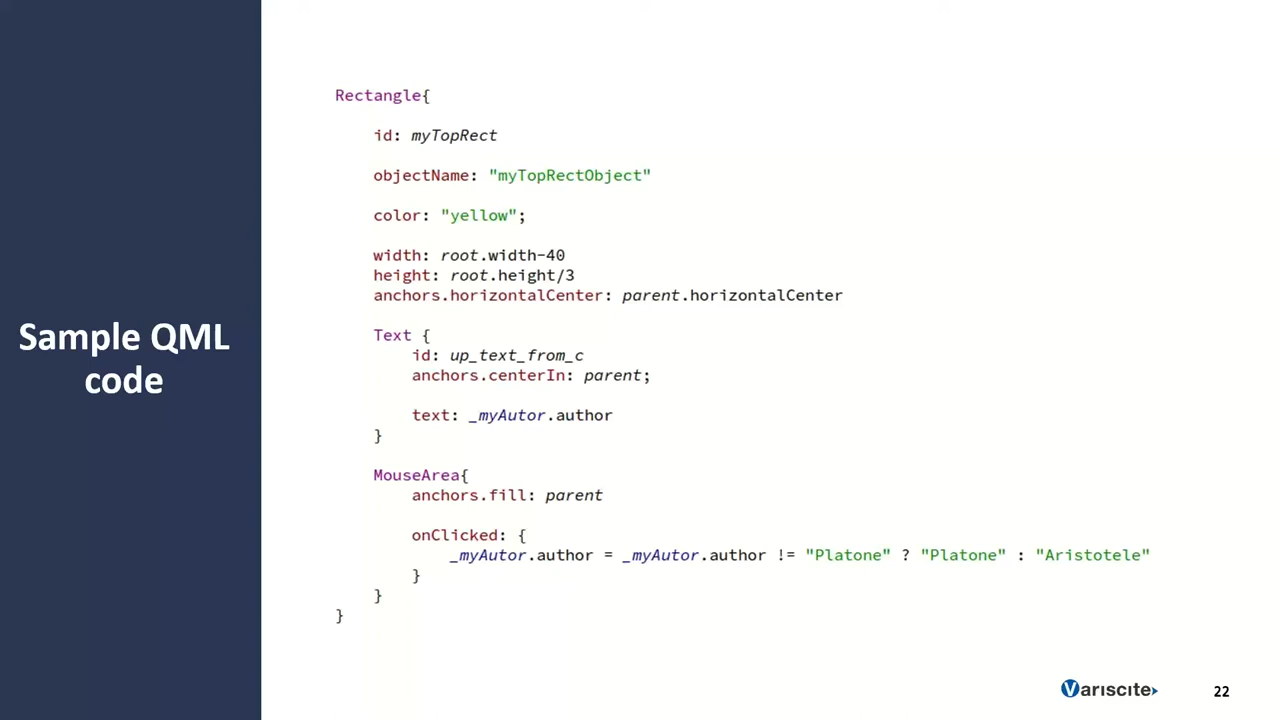 Sample QML
code
Rectangle{
id: myTopRect
objectName: "myTopRectObject"
color: "yellow";
width: root.width-40
height: root.height/3
anchors.horizontalCenter: parent.horizontalCenter
Text {
id: up_text_from_c
anchors.centerIn: parent;
text: _myAutor.author
}
MouseArea{
anchors.fill: parent
onClicked: {
_myAutor.author = _myAutor.author != "Platone" ? "Platone" : "Aristotele"
}
}
}
Variscite
22